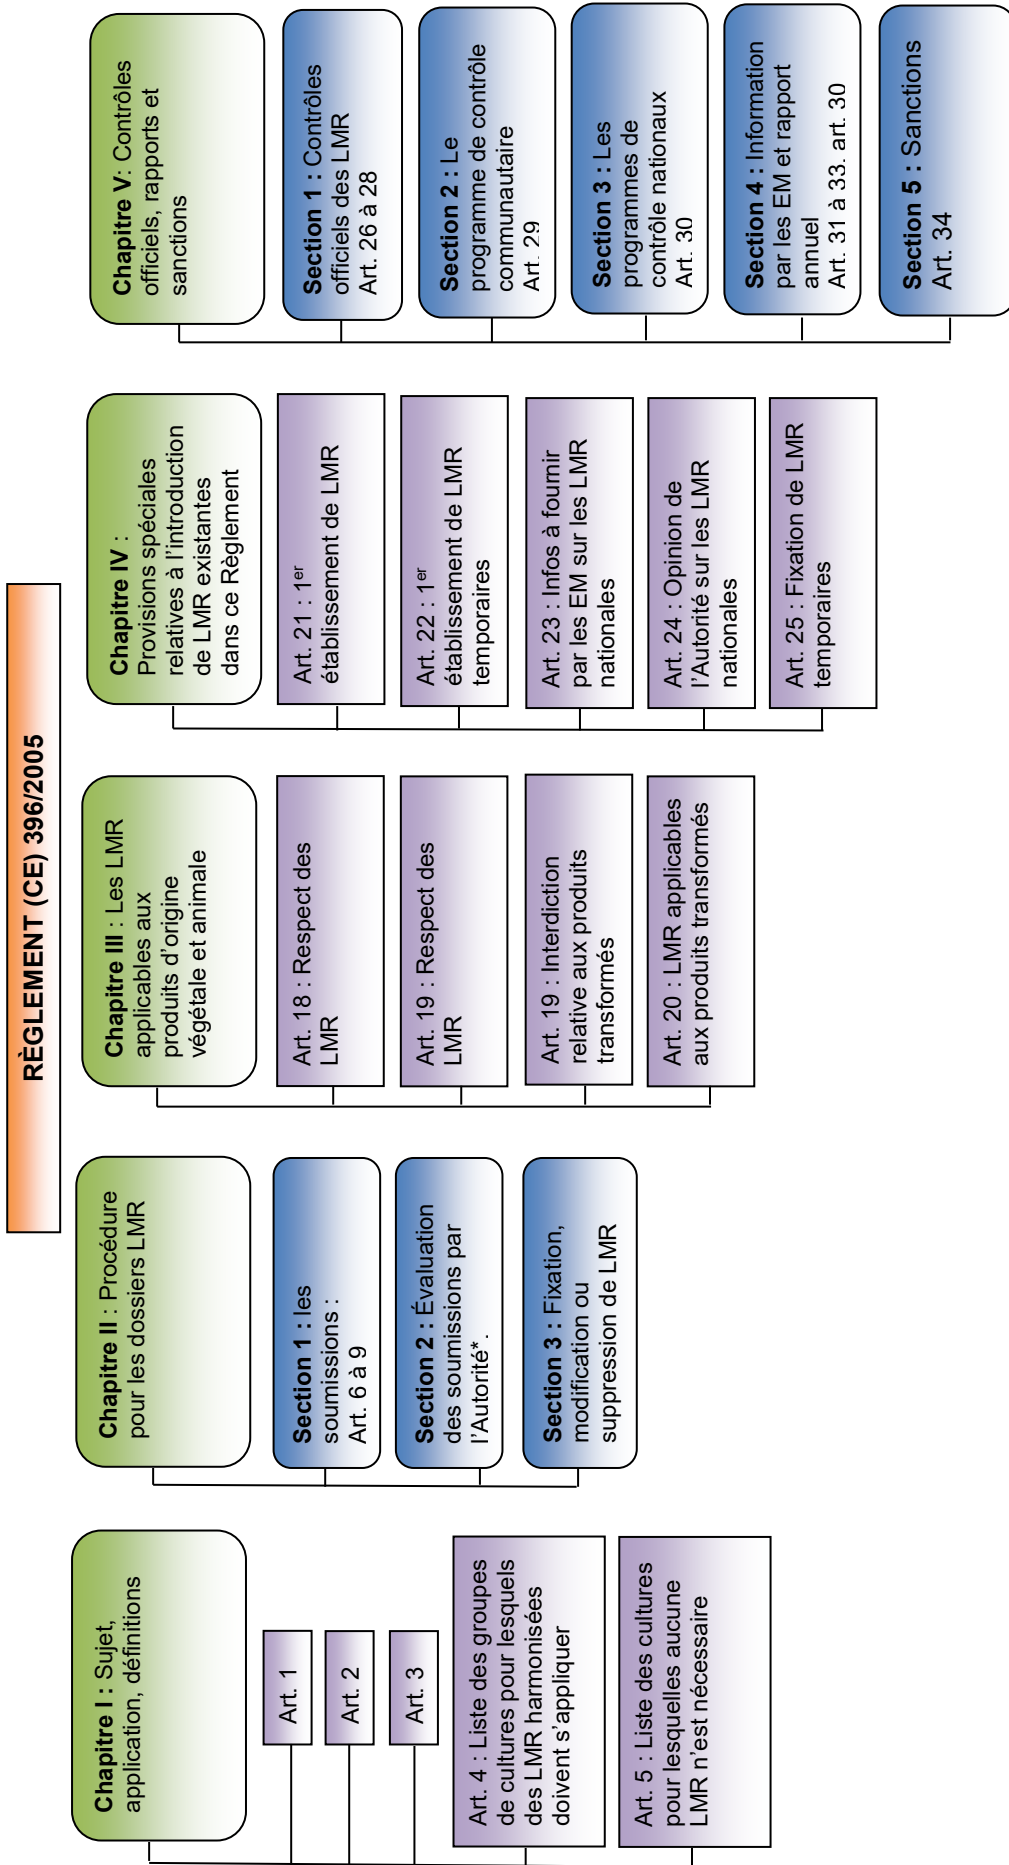 RÈGLEMENT (CE) 396/2005
Chapitre I : Sujet,
application, définitions
Art. 1
Art. 2
Art. 3
Art. 4 : Liste des groupes
de cultures pour lesquels
des LMR harmonisées
doivent s’appliquer
Art. 5 : Liste des cultures
pour lesquelles aucune
LMR n’est nécessaire
Chapitre II : Procédure
pour les dossiers LMR
Section 1 : les
soumissions :
Art. 6 à 9
Section 2 : Évaluation
des soumissions par
l’Autorité*.
Section 3 : Fixation,
modification ou
suppression de LMR
Chapitre III : Les LMR
applicables aux
produits d’origine
végétale et animale
Art. 18 : Respect des
LMR
Art. 19 : Respect des
LMR
Art. 19 : Interdiction
relative aux produits
transformés
Art. 20 : LMR applicables
aux produits transformés
Chapitre IV :
Provisions spéciales
relatives à l’introduction
de LMR existantes
dans ce Règlement
Art. 21 : 1er
établissement de LMR
Art. 22 : 1er
établissement de LMR
temporaires
Art. 23 : Infos à fournir
par les EM sur les LMR
nationales
Art. 24 : Opinion de
l’Autorité sur les LMR
nationales
Art. 25 : Fixation de LMR
temporaires
Chapitre V: Contrôles
officiels, rapports et
sanctions
Section 1 : Contrôles
officiels des LMR
Art. 26 à 28
Section 2 : Le
programme de contrôle
communautaire
Art. 29
Section 3 : Les
programmes de
contrôle nationaux
Art. 30
Section 4 : Information
par les EM et rapport
annuel
Art. 31 à 33. art. 30
Section 5 : Sanctions
Art. 34